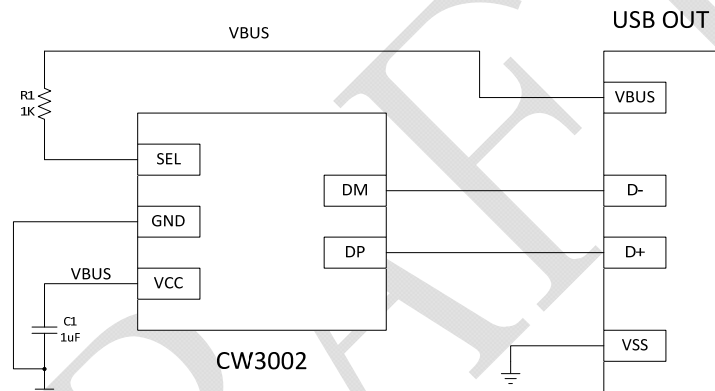 USB OUT
VBUS
R1
1K
VBUS
SEL
DM
D-
GND
DP
D+
VBUS
VCC
C1
1uF
VSS
CW3002